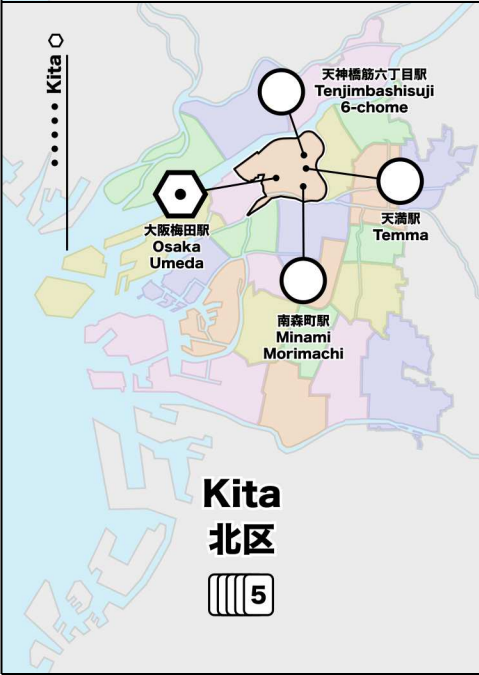 Kita
天神橋筋六丁目駅
Tenjimbashisuji
6-chome
天満駅
Temma
大阪梅田駅
Osaka
Umeda
南森町駅
Minami
Morimachi
Kita
北区
5